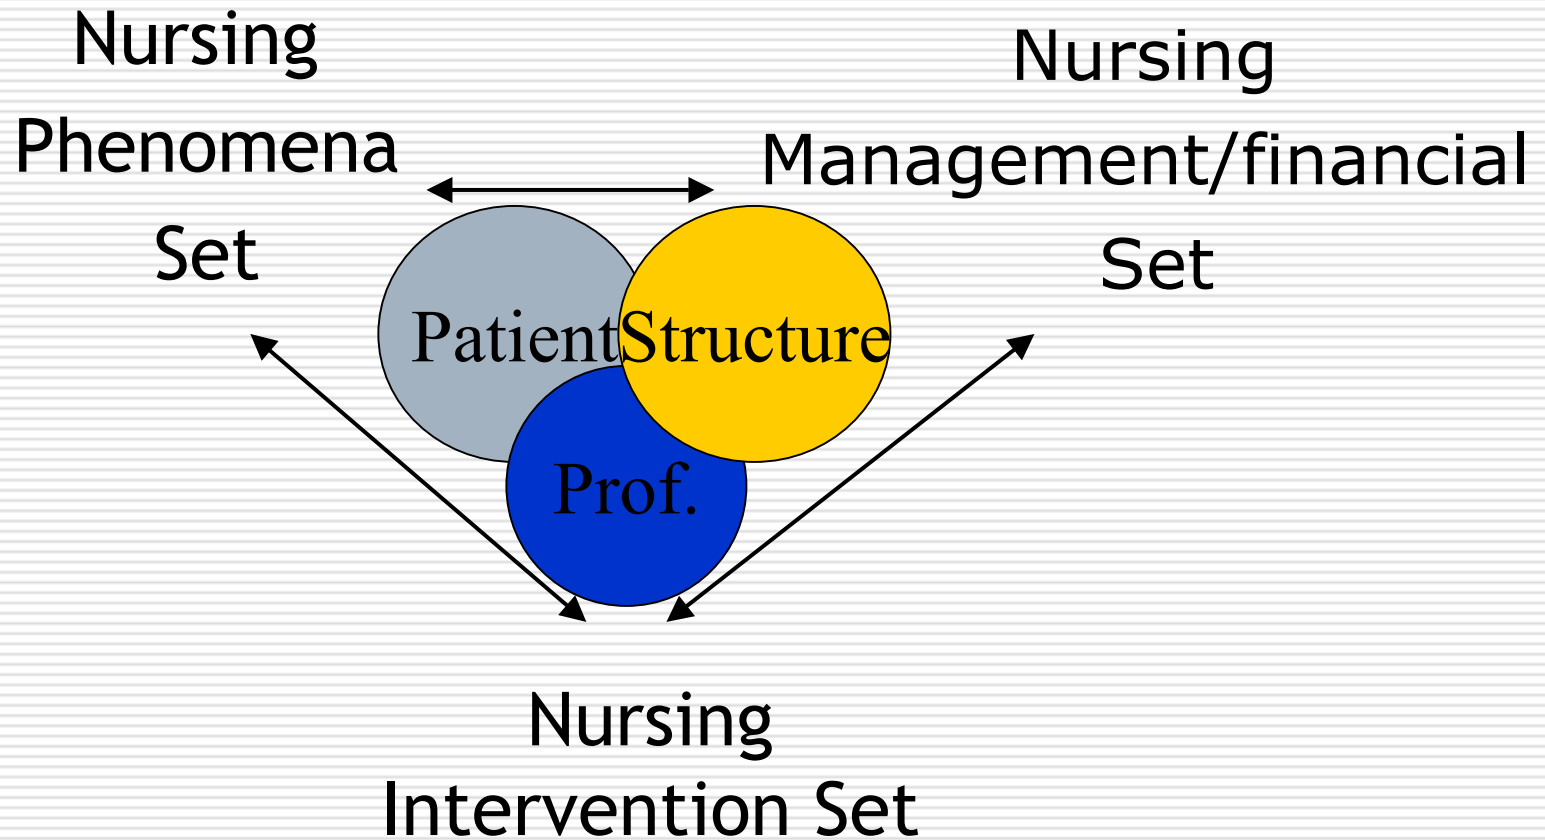 Nursing
Phenomena
Set
Nursing
Management/financial
Set
Patient
Structure
Prof.
Nursing
Intervention Set